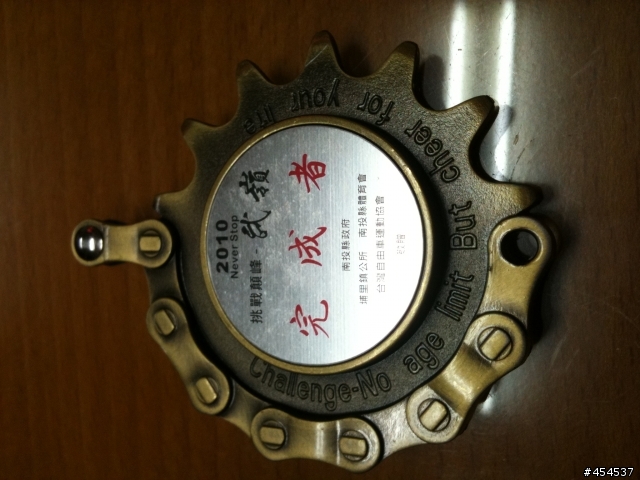 2010
Never Stop
挑戰顛峰·武嶺
完成者
南投縣政府 南投縣體育會
埔里鎮公所 台灣自由車運動協會
Challenge-No age limit But Cheer for your life
#454537